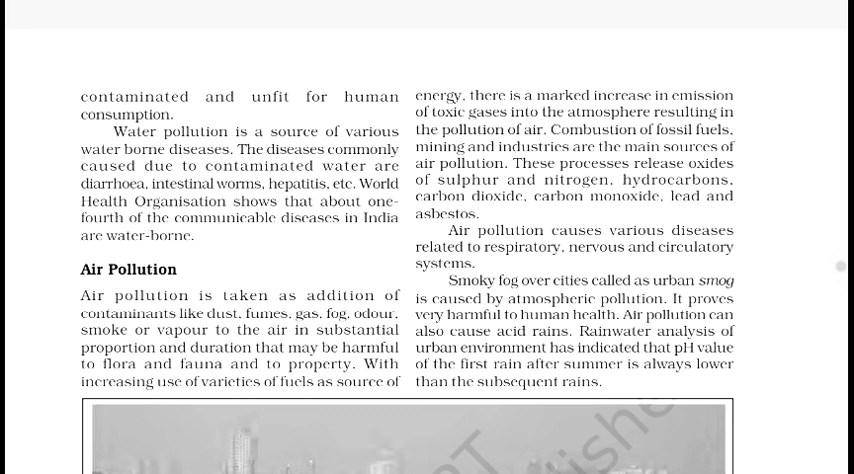 contaminated and unfit for human
consumption.
Water pollution is a source of various
water borne diseases. The diseases commonly
caused due to contaminated water are
diarrhoea, intestinal worms, hepatitis, etc. World
Health Organisation shows that about one-
fourth of the communicable diseases in India
are water-borne.
Air Pollution
Air pollution is taken as addition of
contaminants like dust, fumes, gas, fog, odour,
smoke or vapour to the air in substantial
proportion and duration that may be harmful
to flora and fauna and to property. With
increasing use of varieties of fuels as source of
energy, there is a marked increase in emission
of toxic gases into the atmosphere resulting in
the pollution of air. Combustion of fossil fuels,
mining and industries are the main sources of
air pollution. These processes release oxides
of sulphur and nitrogen, hydrocarbons,
carbon dioxide, carbon monoxide, lead and
asbestos.
Air pollution causes various diseases
related to respiratory, nervous and circulatory
systems.
Smoky fog over cities called as urban smog
is caused by atmospheric pollution. It proves
very harmful to human health. Air pollution can
also cause acid rains. Rainwater analysis of
urban environment has indicated that pH value
of the first rain after summer is always lower
than the subsequent rains.